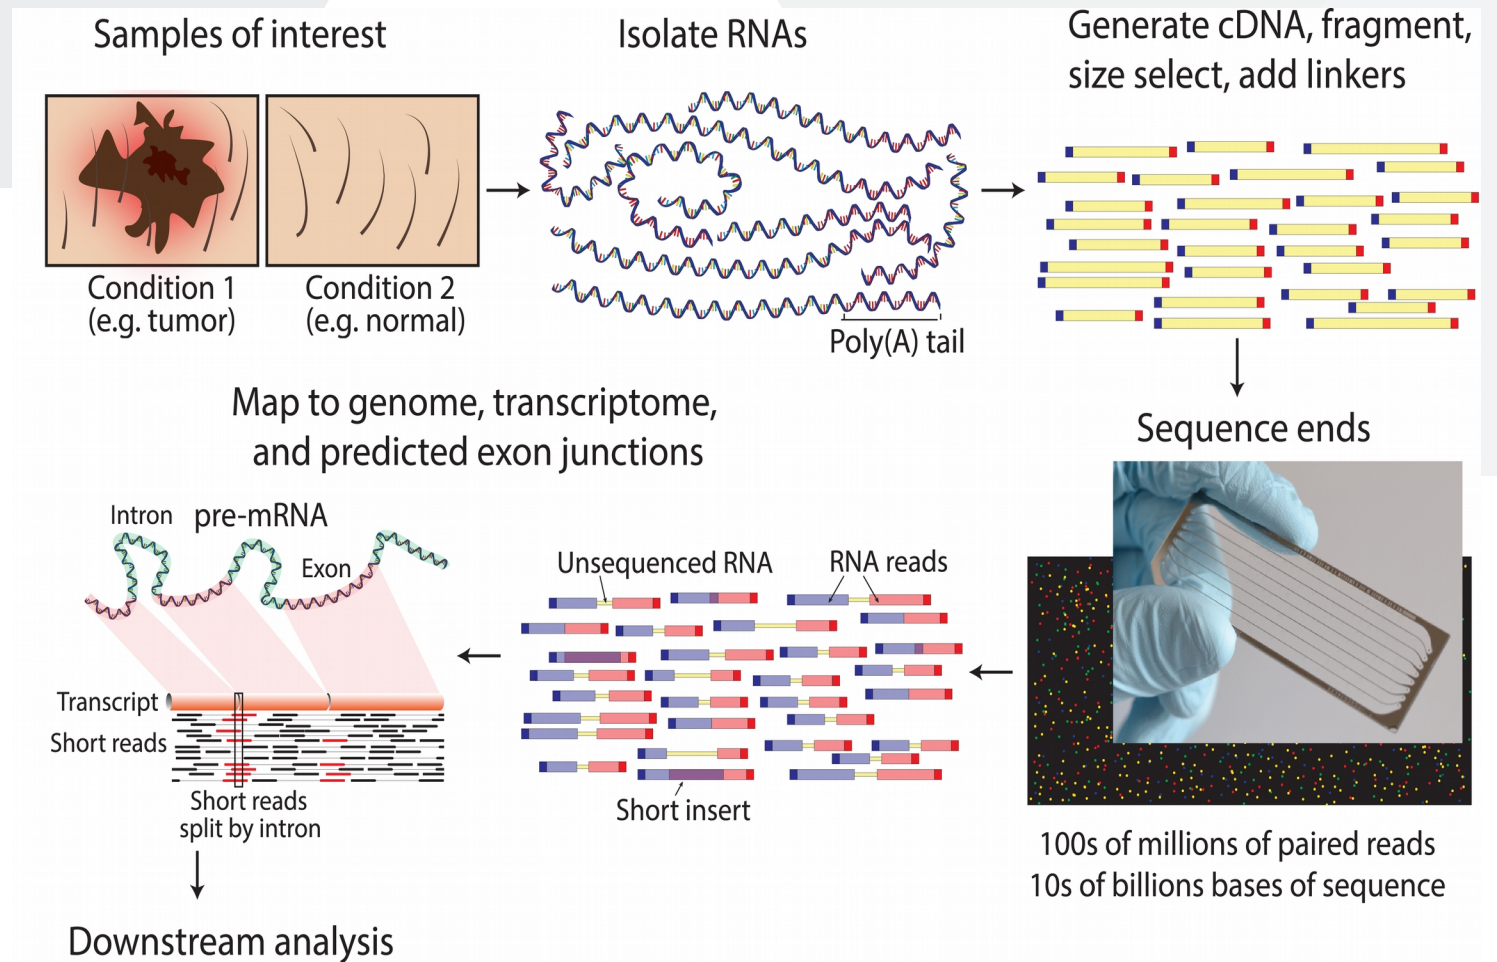 Samples of interest
Condition 1
(e.g. tumor)
Condition 2
(e.g. normal)
Isolate RNAs
Poly(A) tail
Generate cDNA, fragment,
size select, add linkers
Sequence ends
100s of millions of paired reads
10s of billions bases of sequence
Unsequenced RNA
RNA reads
Short insert
Map to genome, transcriptome,
and predicted exon junctions
Intron
pre-mRNA
Exon
Transcript
Short reads
Short reads
split by intron
Downstream analysis